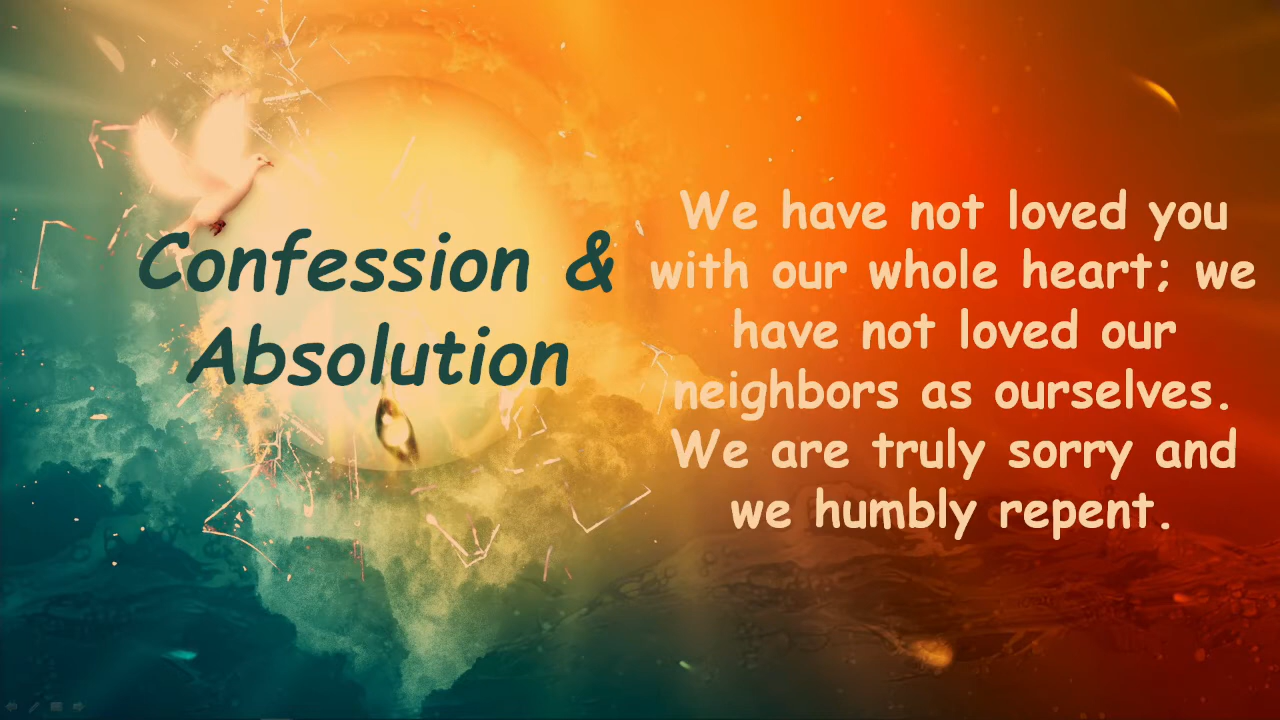 Confession &
Absolution
We have not loved you
with our whole heart; we
have not loved our
neighbors as ourselves.
We are truly sorry and
we humbly repent.